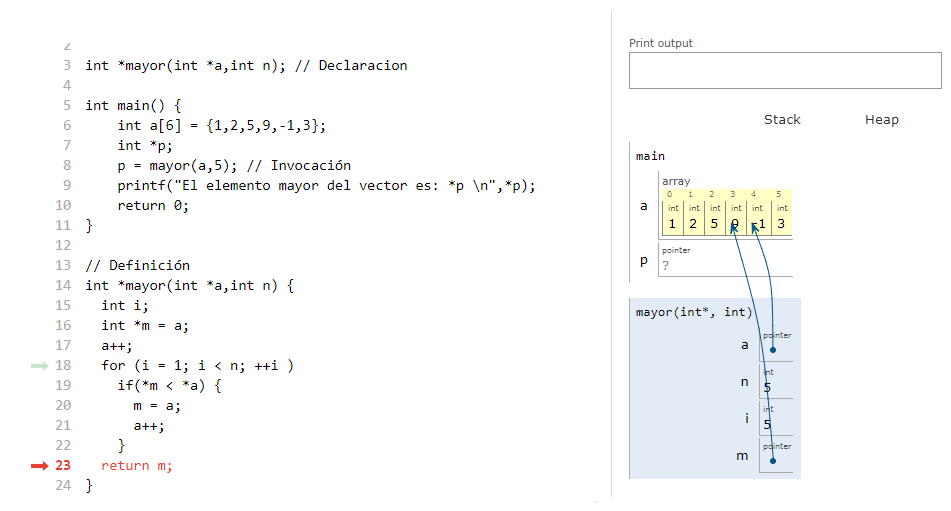 2
3 int *mayor(int *a,int n); // Declaracion
4
5 int main() {
6 int a[6] = {1,2,5,9,-1,3};
7 int *p;
8 p = mayor(a,5); // Invocación
9 printf("El elemento mayor del vector es: *p \n",*p);
10 return 0;
11 }
12
13 // Definición
14 int *mayor(int *a,int n) {
15 int i;
16 int *m = a;
17 a++;
18 for (i = 1; i < n; ++i )
19 if(*m < *a) {
20 m = a;
21 a++;
22 }
23 return m;
24 }
Print output
Stack Heap
main
array
0 1 2 3 4 5
int int int int int int
a 1 2 5 9 -1 3
pointer
p ?
mayor(int*, int)
pointer
a
int
n 5
int
i 5
pointer
m